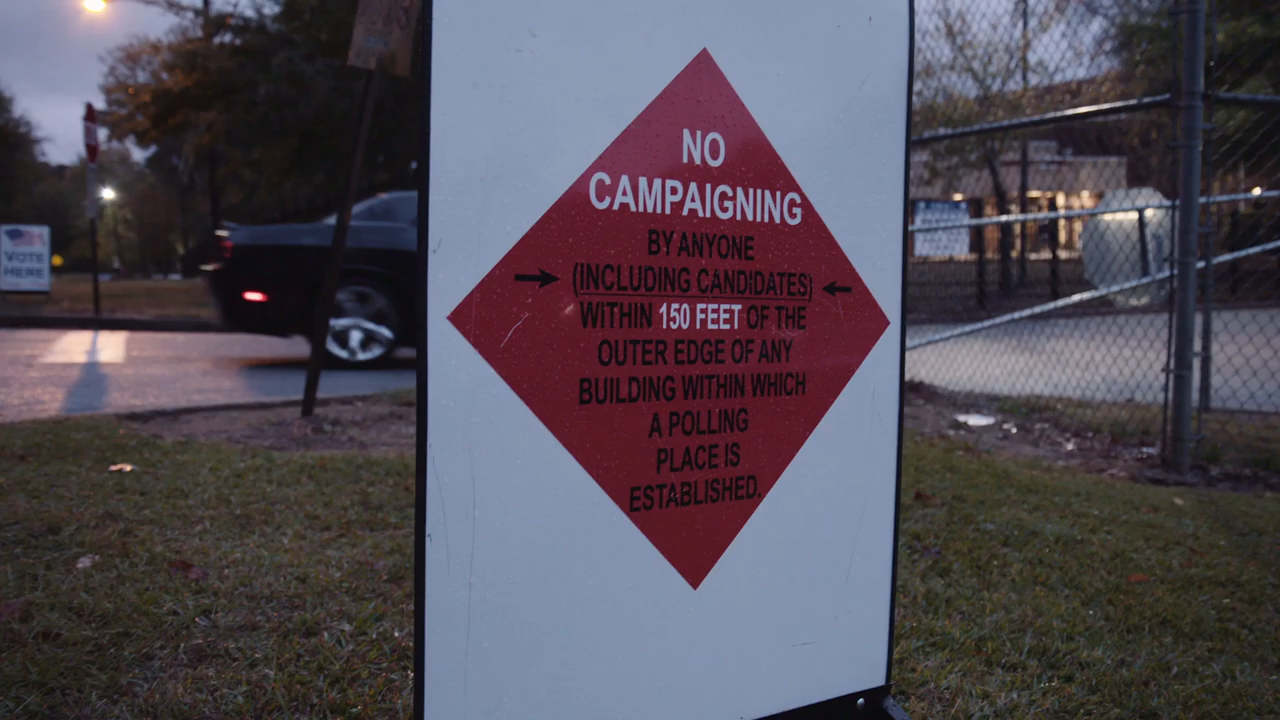 NO
CAMPAIGNING
BY ANYONE
(INCLUDING CANDIDATES)
WITHIN 150 FEET OF THE
OUTER EDGE OF ANY
BUILDING WITHIN WHICH
A POLLING
PLACE IS
ESTABLISHED.
VOTE
HERE